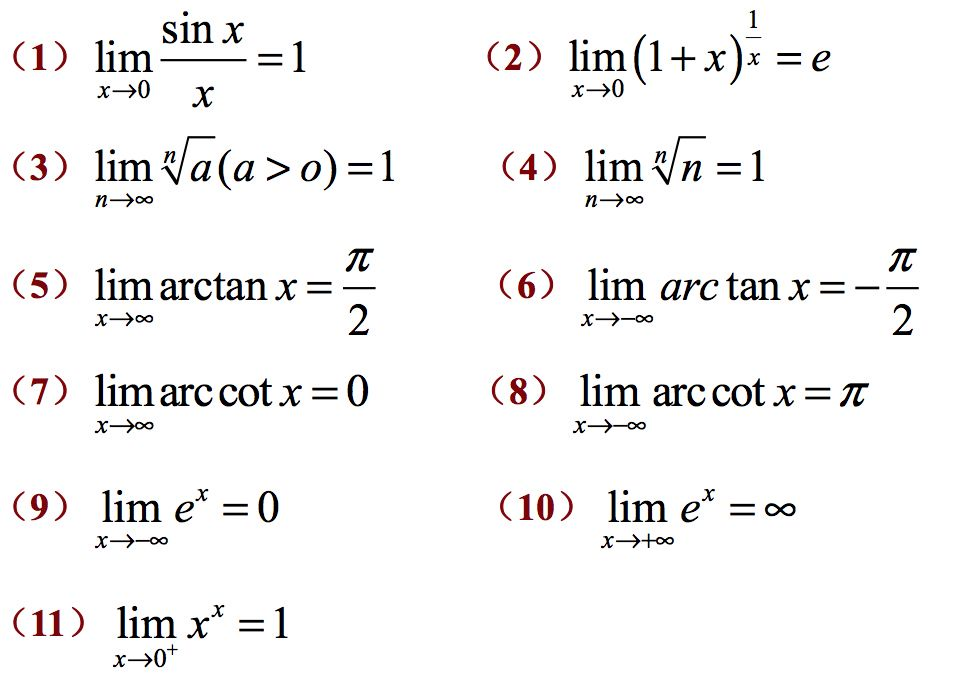 （1） lim_{x→0} sin x / x = 1 （2） lim_{x→0} (1 + x)^{1/x} = e
（3） lim_{n→∞} ⁿ√a (a > o) = 1 （4） lim_{n→∞} ⁿ√n = 1
（5） lim_{x→∞} arctan x = π/2 （6） lim_{x→−∞} arc tan x = −π/2
（7） lim_{x→∞} arc cot x = 0 （8） lim_{x→−∞} arc cot x = π
（9） lim_{x→−∞} e^x = 0 （10） lim_{x→+∞} e^x = ∞
（11） lim_{x→0⁺} x^x = 1